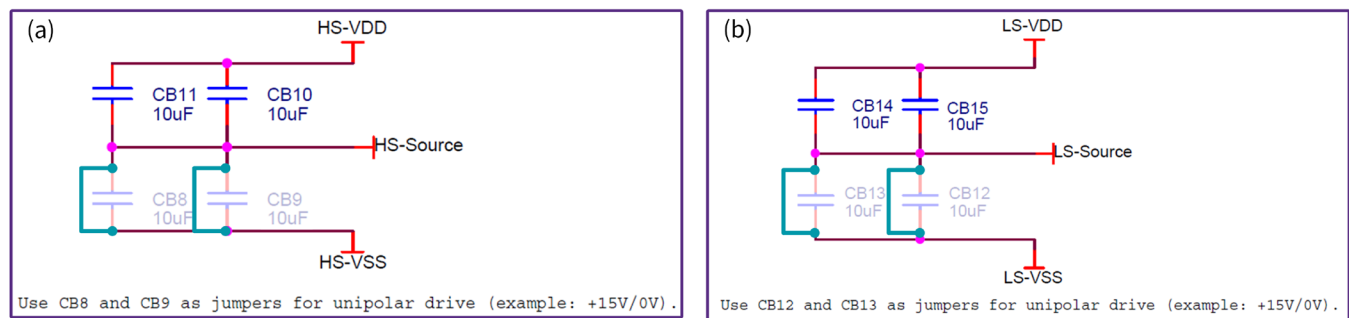 (a)
HS-VDD
CB11
10uF
CB10
10uF
HS-Source
CB8
10uF
CB9
10uF
HS-VSS
Use CB8 and CB9 as jumpers for unipolar drive (example: +15V/0V).
(b)
LS-VDD
CB14
10uF
CB15
10uF
LS-Source
CB13
10uF
CB12
10uF
LS-VSS
Use CB12 and CB13 as jumpers for unipolar drive (example: +15V/0V).